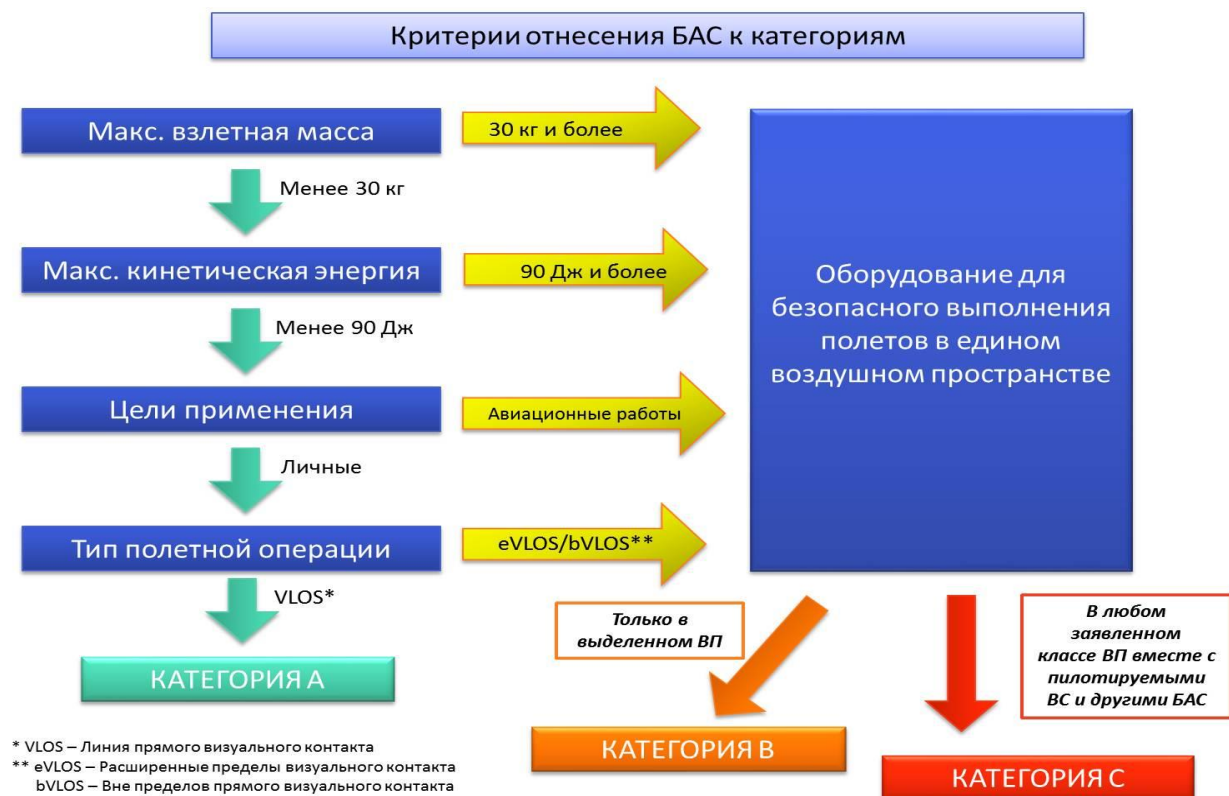 Критерии отнесения БАС к категориям
Макс. взлетная масса
30 кг и более
Менее 30 кг
Макс. кинетическая энергия
90 Дж и более
Менее 90 Дж
Цели применения
Авиационные работы
Личные
Тип полетной операции
eVLOS/bVLOS**
VLOS*
КАТЕГОРИЯ А
Оборудование для
безопасного выполнения
полетов в едином
воздушном пространстве
Только в
выделенном ВП
КАТЕГОРИЯ В
В любом
заявленном
классе ВП вместе с
пилотируемыми
ВС и другими БАС
КАТЕГОРИЯ С
* VLOS – Линия прямого визуального контакта
** eVLOS – Расширенные пределы визуального контакта
bVLOS – Вне пределов прямого визуального контакта